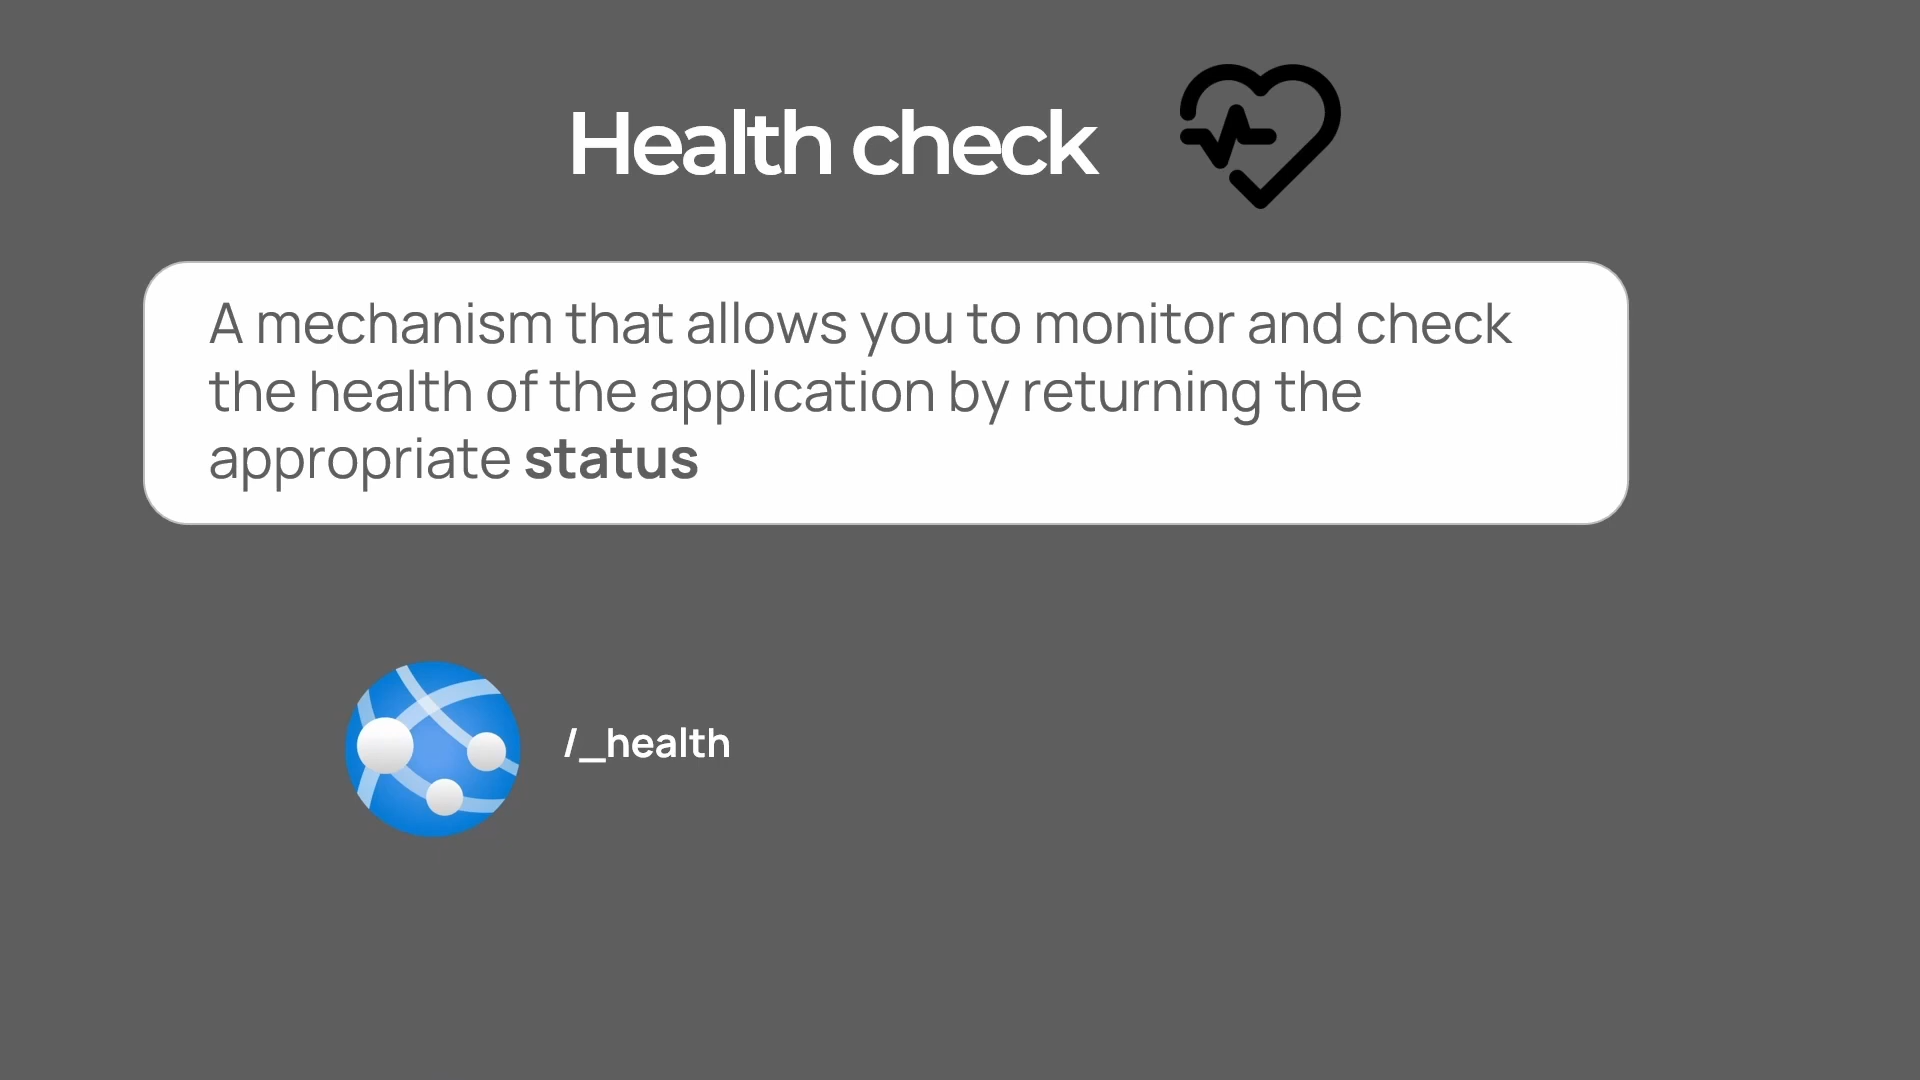 Health check
A mechanism that allows you to monitor and check
the health of the application by returning the
appropriate status
/_health